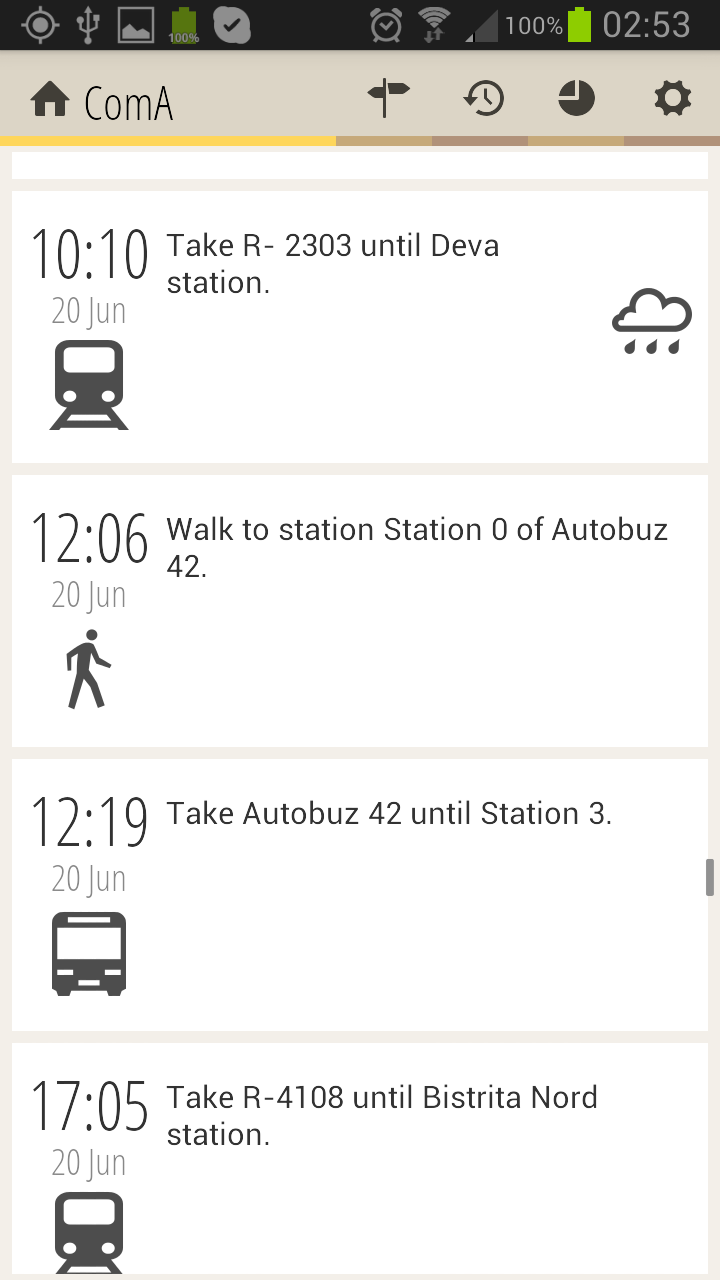 100% 100% 02:53
ComA
10:10
20 Jun
Take R- 2303 until Deva
station.
12:06
20 Jun
Walk to station Station 0 of Autobuz
42.
12:19
20 Jun
Take Autobuz 42 until Station 3.
17:05
20 Jun
Take R-4108 until Bistrita Nord
station.